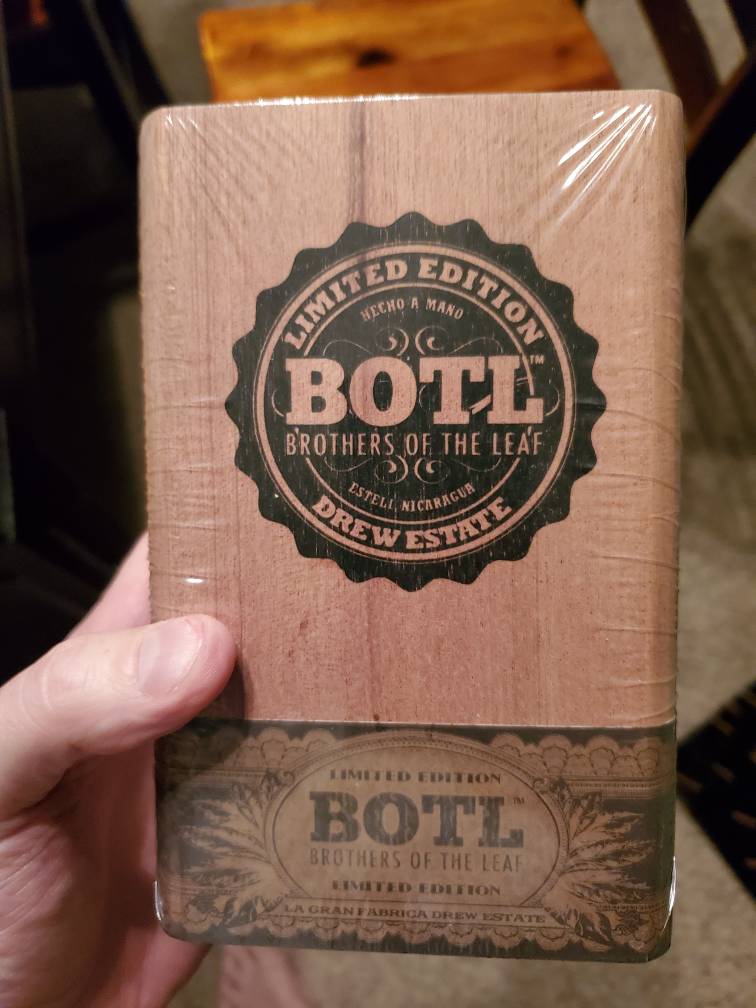 LIMITED EDITION
HECHO A MANO
BOTL™
BROTHERS OF THE LEAF
ESTELI, NICARAGUA
DREW ESTATE
LIMITED EDITION
BOTL™
BROTHERS OF THE LEAF
LIMITED EDITION
LA GRAN FABRICA DREW ESTATE